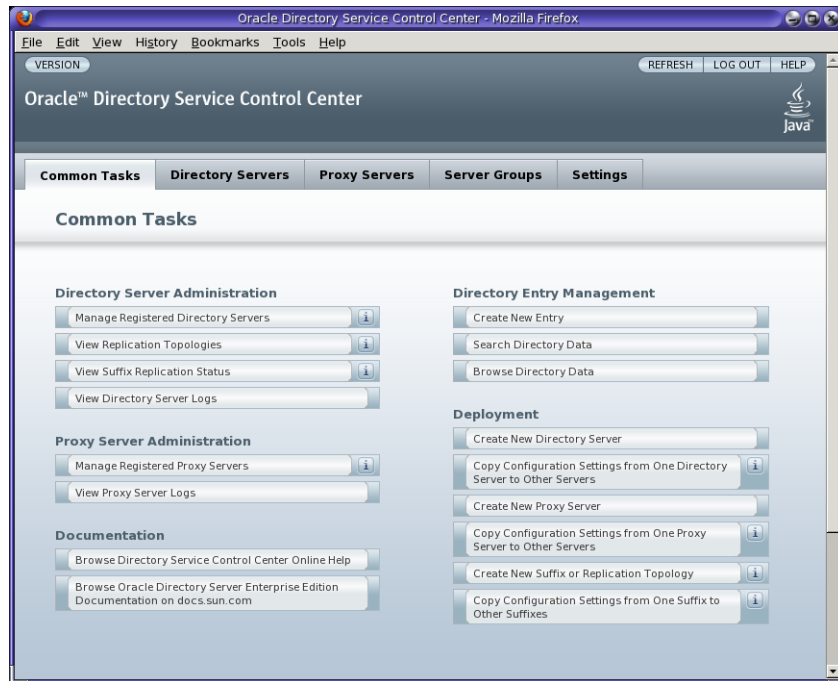 Oracle Directory Service Control Center - Mozilla Firefox
File Edit View History Bookmarks Tools Help
VERSION
REFRESH LOG OUT HELP
Oracle™ Directory Service Control Center
Java™
Common Tasks Directory Servers Proxy Servers Server Groups Settings
Common Tasks
Directory Server Administration
Manage Registered Directory Servers
View Replication Topologies
View Suffix Replication Status
View Directory Server Logs
Proxy Server Administration
Manage Registered Proxy Servers
View Proxy Server Logs
Documentation
Browse Directory Service Control Center Online Help
Browse Oracle Directory Server Enterprise Edition
Documentation on docs.sun.com
Directory Entry Management
Create New Entry
Search Directory Data
Browse Directory Data
Deployment
Create New Directory Server
Copy Configuration Settings from One Directory
Server to Other Servers
Create New Proxy Server
Copy Configuration Settings from One Proxy
Server to Other Servers
Create New Suffix or Replication Topology
Copy Configuration Settings from One Suffix to
Other Suffixes